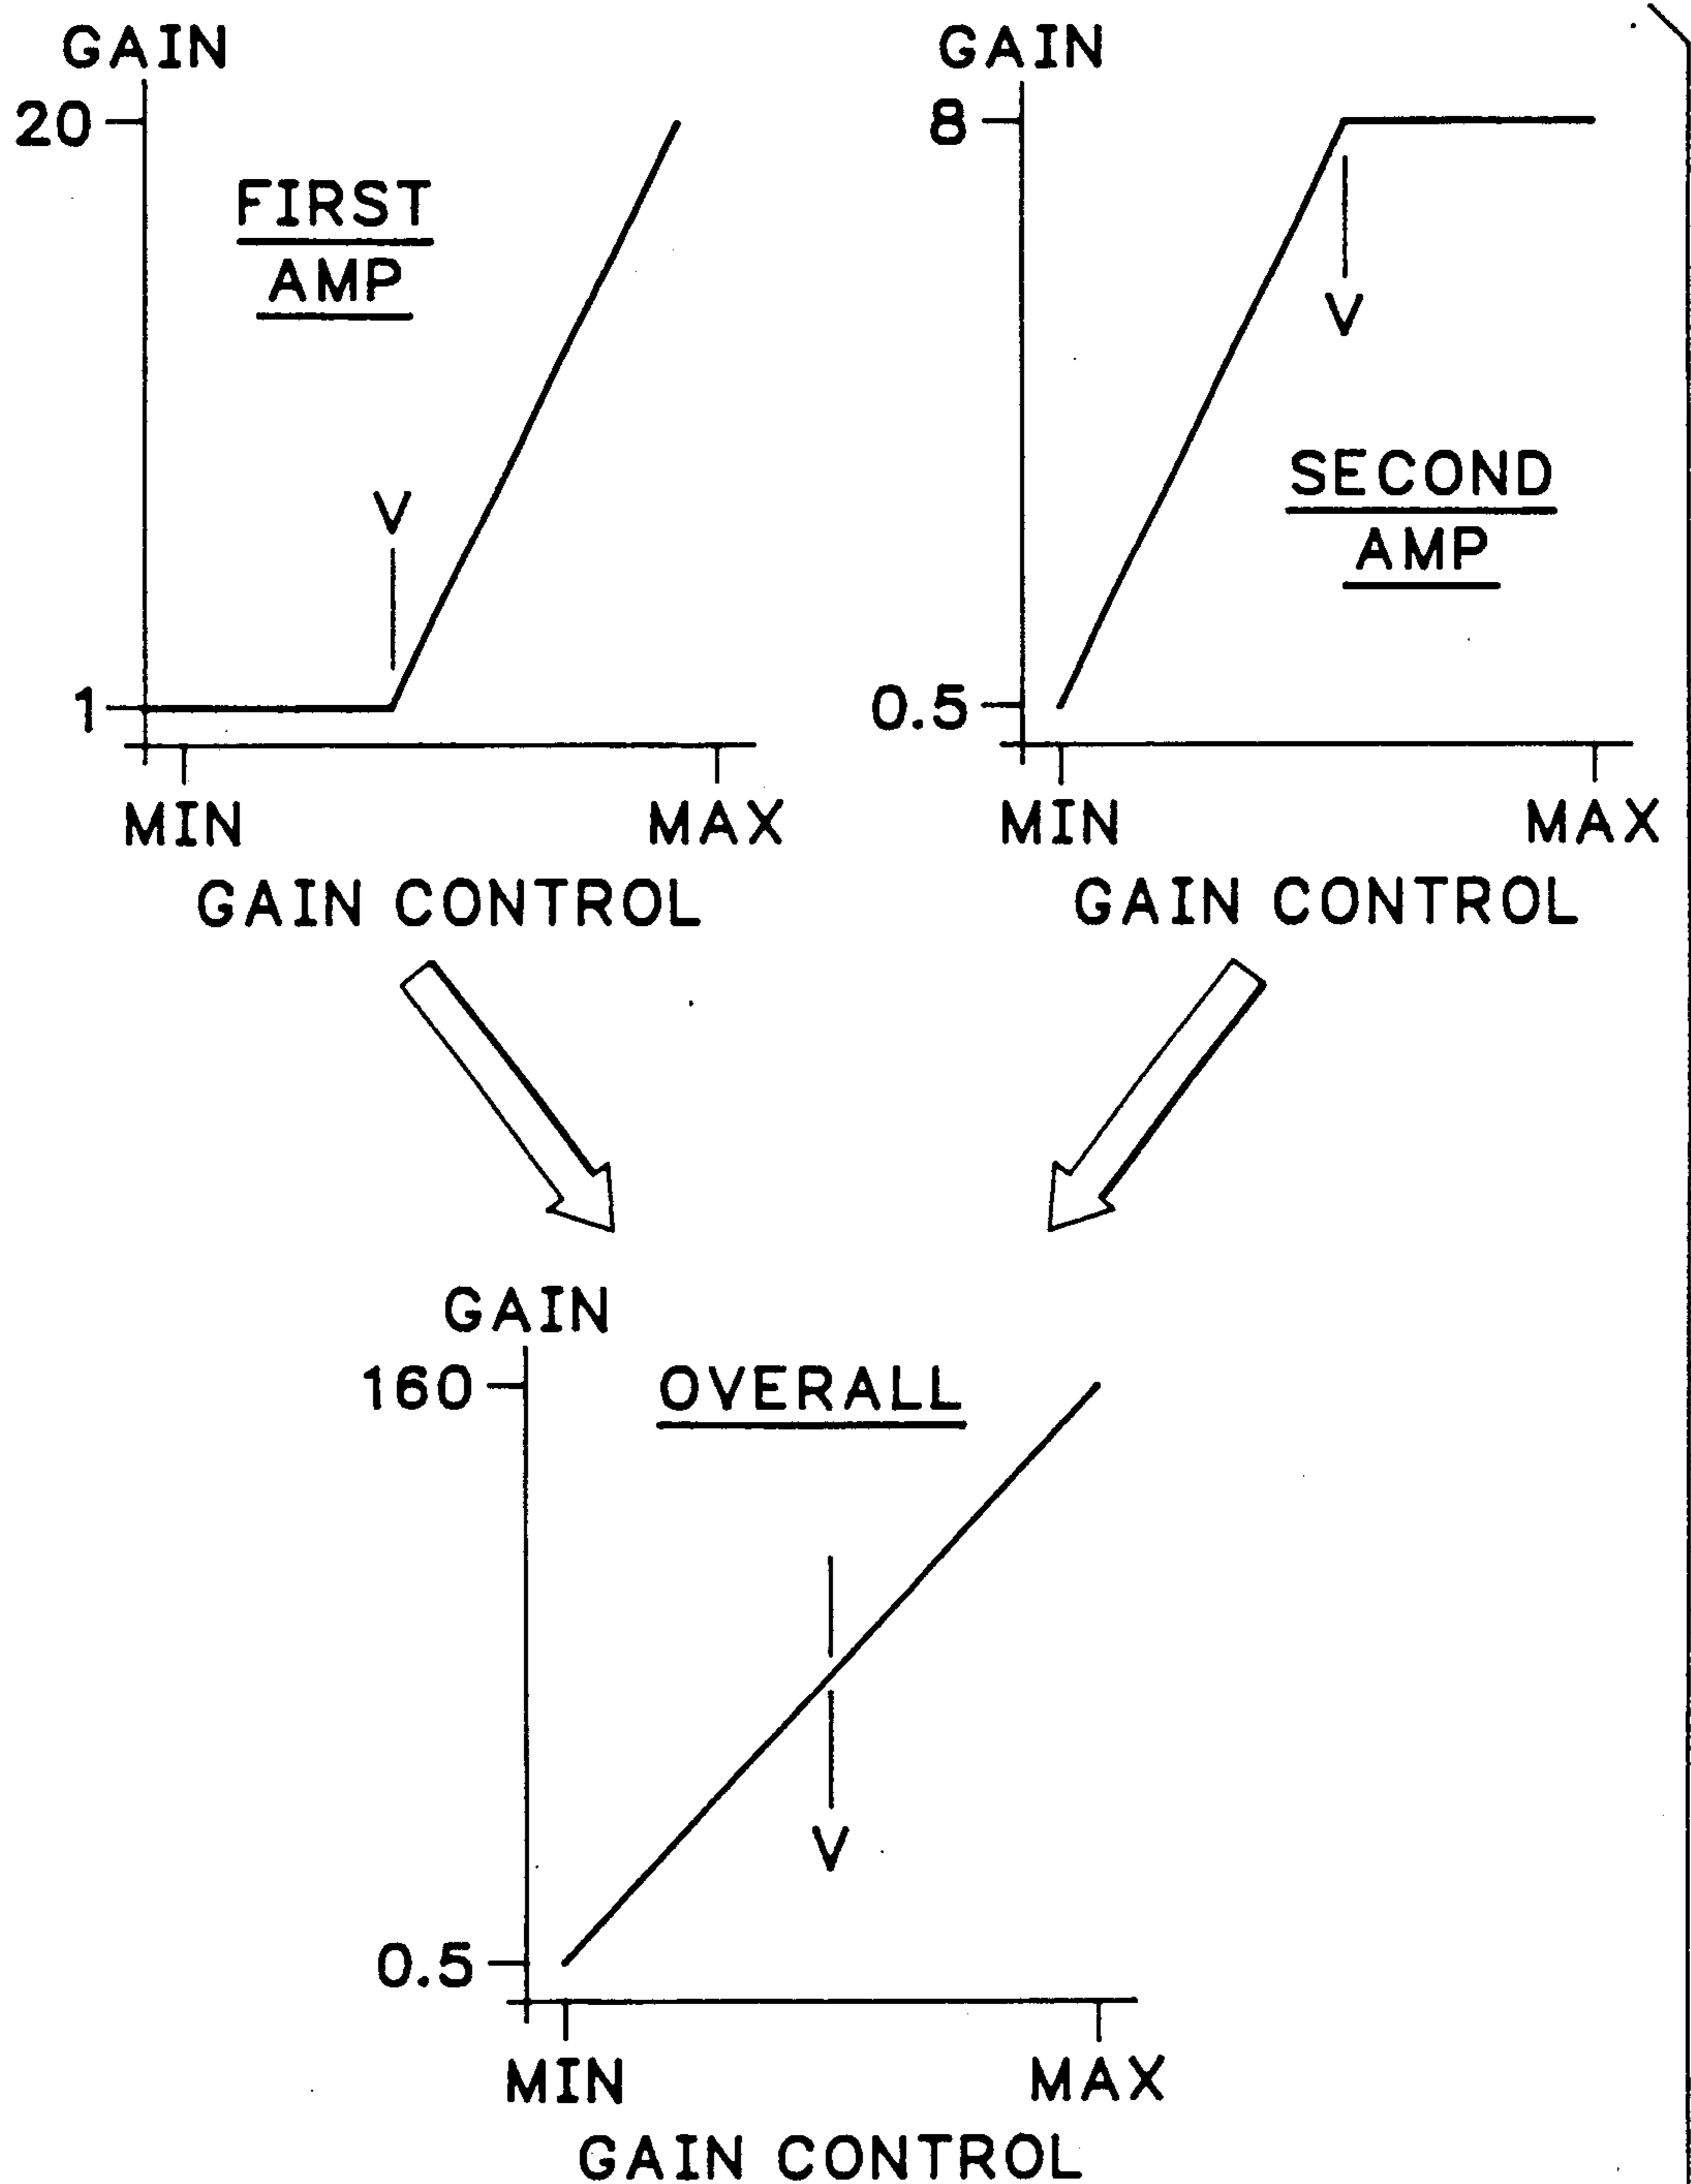 GAIN
20
FIRST
AMP
V
1
MIN MAX
GAIN CONTROL
GAIN
8
V
SECOND
AMP
0.5
MIN MAX
GAIN CONTROL
GAIN
160
OVERALL
V
0.5
MIN MAX
GAIN CONTROL